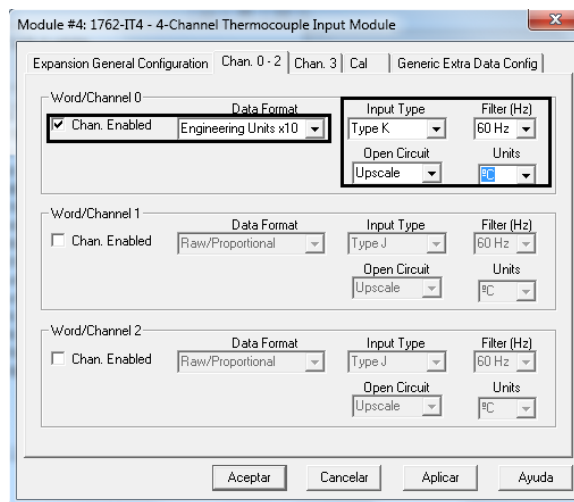 Module #4: 1762-IT4 - 4-Channel Thermocouple Input Module
Expansion General Configuration Chan. 0 - 2 Chan. 3 Cal Generic Extra Data Config
Word/Channel 0
Data Format Input Type Filter (Hz)
Chan. Enabled Engineering Units x10 Type K 60 Hz
Open Circuit Units
Upscale ºC
Word/Channel 1
Data Format Input Type Filter (Hz)
Chan. Enabled Raw/Proportional Type J 60 Hz
Open Circuit Units
Upscale ºC
Word/Channel 2
Data Format Input Type Filter (Hz)
Chan. Enabled Raw/Proportional Type J 60 Hz
Open Circuit Units
Upscale ºC
Aceptar Cancelar Aplicar Ayuda